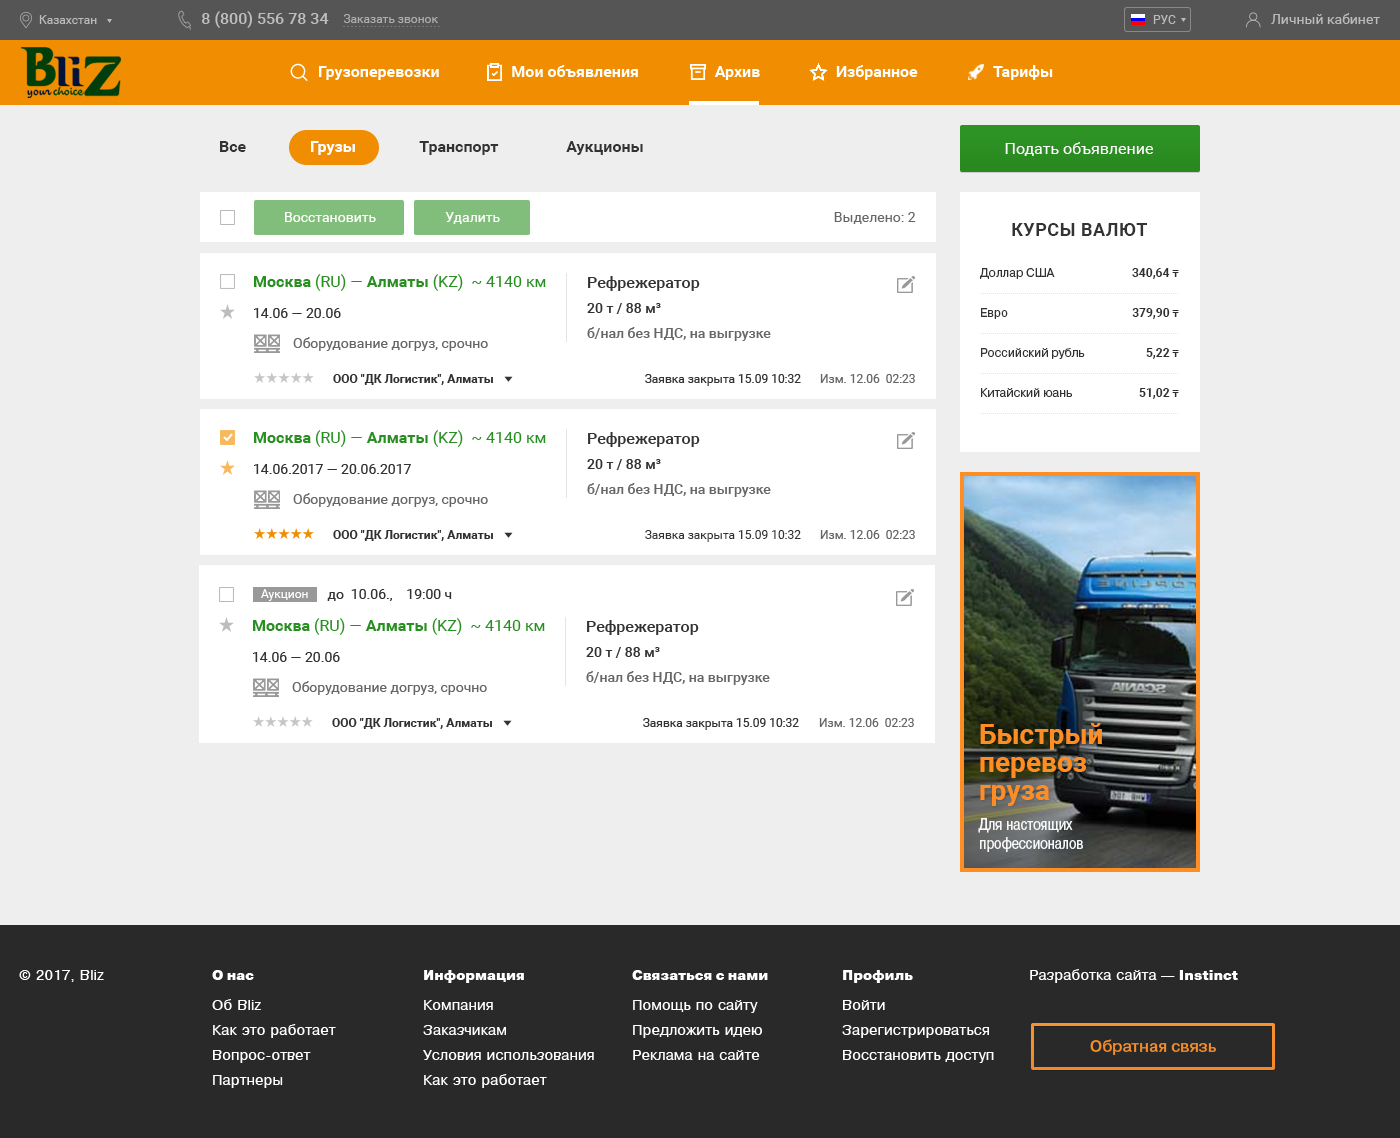 Казахстан
8 (800) 556 78 34
Заказать звонок
РУС
Личный кабинет
BliZ
your choice
Грузоперевозки
Мои объявления
Архив
Избранное
Тарифы
Все
Грузы
Транспорт
Аукционы
Подать объявление
Восстановить
Удалить
Выделено: 2
Москва (RU) — Алматы (KZ) ~ 4140 км
14.06 — 20.06
Оборудование догруз, срочно
Рефрежератор
20 т / 88 м³
б/нал без НДС, на выгрузке
ООО "ДК Логистик", Алматы
Заявка закрыта 15.09 10:32
Изм. 12.06 02:23
Москва (RU) — Алматы (KZ) ~ 4140 км
14.06.2017 — 20.06.2017
Оборудование догруз, срочно
Рефрежератор
20 т / 88 м³
б/нал без НДС, на выгрузке
ООО "ДК Логистик", Алматы
Заявка закрыта 15.09 10:32
Изм. 12.06 02:23
Аукцион
до 10.06., 19:00 ч
Москва (RU) — Алматы (KZ) ~ 4140 км
14.06 — 20.06
Оборудование догруз, срочно
Рефрежератор
20 т / 88 м³
б/нал без НДС, на выгрузке
ООО "ДК Логистик", Алматы
Заявка закрыта 15.09 10:32
Изм. 12.06 02:23
КУРСЫ ВАЛЮТ
Доллар США 340,64 ₸
Евро 379,90 ₸
Российский рубль 5,22 ₸
Китайский юань 51,02 ₸
SCANIA
Быстрый
перевоз
груза
Для настоящих
профессионалов
© 2017, Bliz
О нас
Об Bliz
Как это работает
Вопрос-ответ
Партнеры
Информация
Компания
Заказчикам
Условия использования
Как это работает
Связаться с нами
Помощь по сайту
Предложить идею
Реклама на сайте
Профиль
Войти
Зарегистрироваться
Восстановить доступ
Разработка сайта — Instinct
Обратная связь